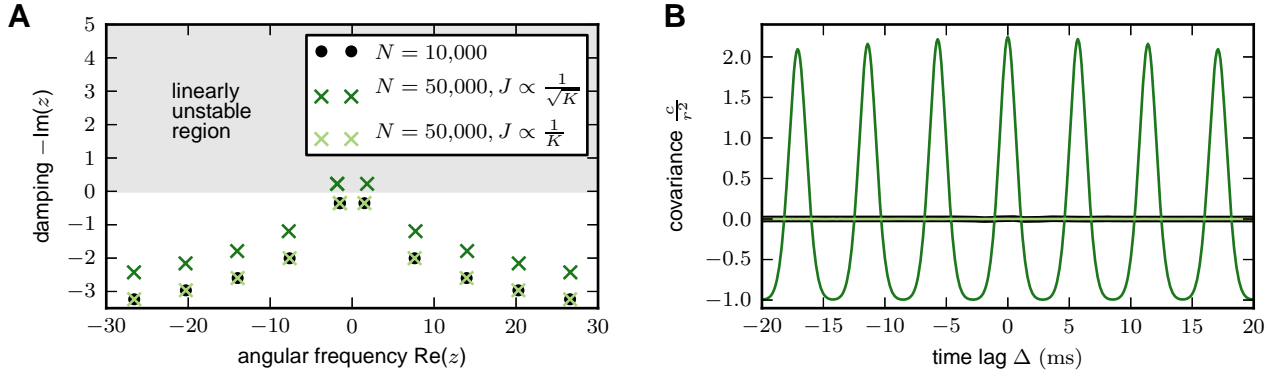 A
5
4
3
2
1
0
−1
−2
−3
−30
−20
−10
0
10
20
30
damping −Im(z)
angular frequency Re(z)
linearly
unstable
region
N = 10,000
N = 50,000, J ∝ 1/√K
N = 50,000, J ∝ 1/K
B
2.0
1.5
1.0
0.5
0.0
−0.5
−1.0
−20
−15
−10
−5
0
5
10
15
20
covariance c/r²
time lag Δ (ms)